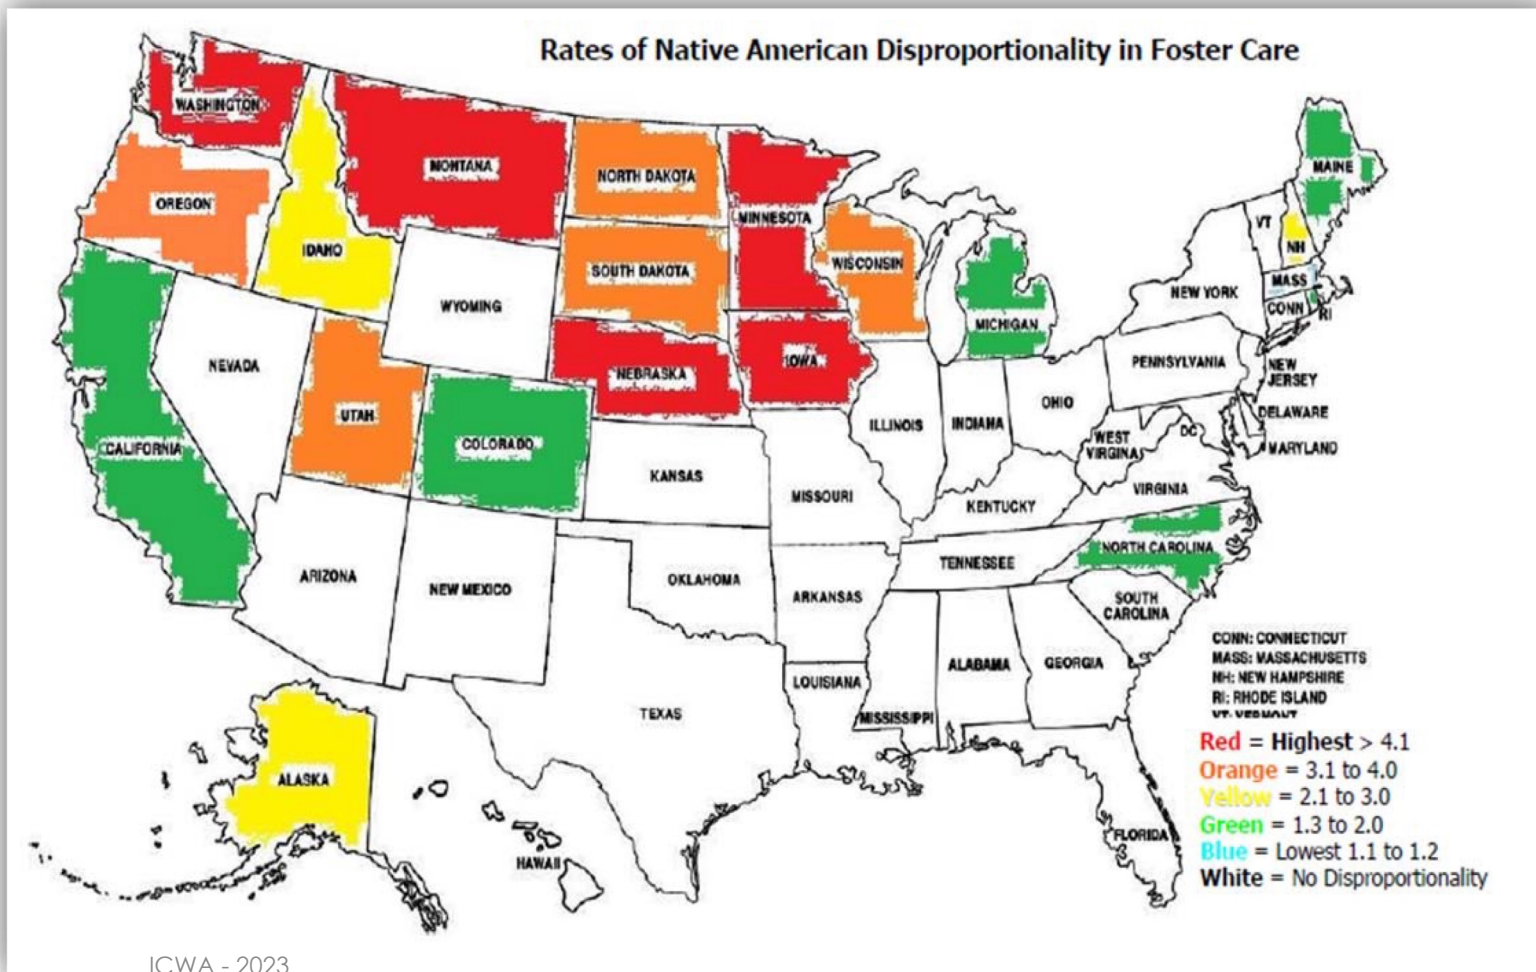 Rates of Native American Disproportionality in Foster Care
WASHINGTON
MONTANA
NORTH DAKOTA
MINNESOTA
MAINE
OREGON
IDAHO
SOUTH DAKOTA
WISCONSIN
VT
NH
WYOMING
MICHIGAN
NEW YORK
MASS
CONN
RI
NEVADA
NEBRASKA
IOWA
PENNSYLVANIA
NEW
JERSEY
UTAH
COLORADO
ILLINOIS
INDIANA
OHIO
DELAWARE
CALIFORNIA
WEST
VIRGINIA
DC
MARYLAND
KANSAS
MISSOURI
KENTUCKY
VIRGINIA
ARIZONA
NEW MEXICO
OKLAHOMA
TENNESSEE
NORTH CAROLINA
ARKANSAS
SOUTH
CAROLINA
TEXAS
LOUISIANA
MISSISSIPPI
ALABAMA
GEORGIA
ALASKA
HAWAII
FLORIDA
CONN: CONNECTICUT
MASS: MASSACHUSETTS
NH: NEW HAMPSHIRE
RI: RHODE ISLAND
VT: VERMONT
Red = Highest > 4.1
Orange = 3.1 to 4.0
Yellow = 2.1 to 3.0
Green = 1.3 to 2.0
Blue = Lowest 1.1 to 1.2
White = No Disproportionality
ICWA - 2023